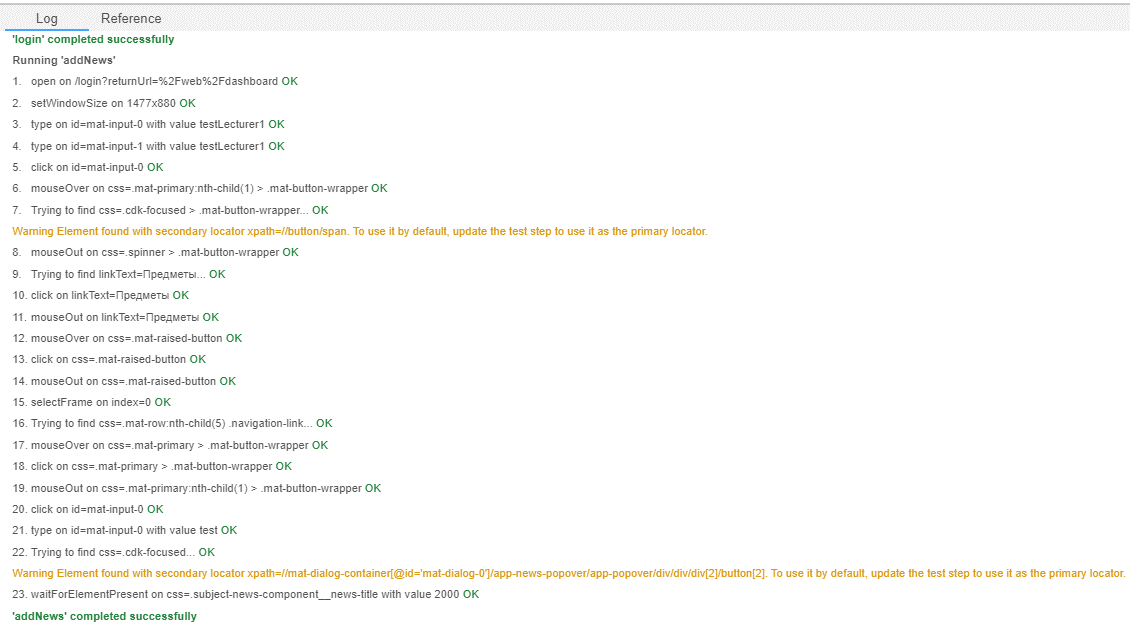 Log Reference
'login' completed successfully
Running 'addNews'
1. open on /login?returnUrl=%2Fweb%2Fdashboard OK
2. setWindowSize on 1477x880 OK
3. type on id=mat-input-0 with value testLecturer1 OK
4. type on id=mat-input-1 with value testLecturer1 OK
5. click on id=mat-input-0 OK
6. mouseOver on css=.mat-primary:nth-child(1) > .mat-button-wrapper OK
7. Trying to find css=.cdk-focused > .mat-button-wrapper... OK
Warning Element found with secondary locator xpath=//button/span. To use it by default, update the test step to use it as the primary locator.
8. mouseOut on css=.spinner > .mat-button-wrapper OK
9. Trying to find linkText=Предметы... OK
10. click on linkText=Предметы OK
11. mouseOut on linkText=Предметы OK
12. mouseOver on css=.mat-raised-button OK
13. click on css=.mat-raised-button OK
14. mouseOut on css=.mat-raised-button OK
15. selectFrame on index=0 OK
16. Trying to find css=.mat-row:nth-child(5) .navigation-link... OK
17. mouseOver on css=.mat-primary > .mat-button-wrapper OK
18. click on css=.mat-primary > .mat-button-wrapper OK
19. mouseOut on css=.mat-primary:nth-child(1) > .mat-button-wrapper OK
20. click on id=mat-input-0 OK
21. type on id=mat-input-0 with value test OK
22. Trying to find css=.cdk-focused... OK
Warning Element found with secondary locator xpath=//mat-dialog-container[@id='mat-dialog-0']/app-news-popover/app-popover/div/div/div[2]/button[2]. To use it by default, update the test step to use it as the primary locator.
23. waitForElementPresent on css=.subject-news-component__news-title with value 2000 OK
'addNews' completed successfully